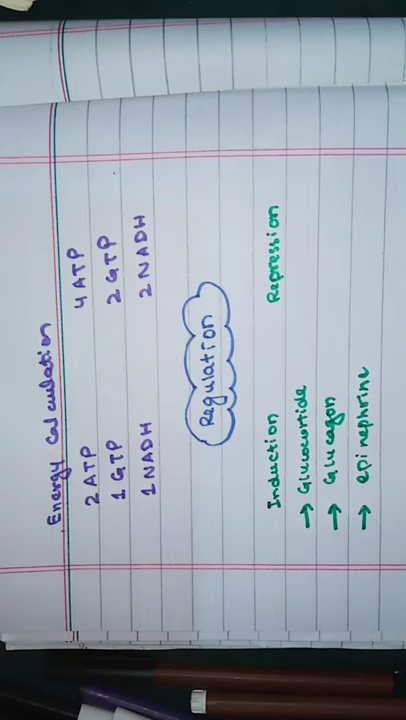 Energy Calculation
2 ATP 4 ATP
1 GTP 2 GTP
1 NADH 2 NADH
Regulation
Induction Repression
→ Glucocortide
→ Glucagon
→ epinephrine